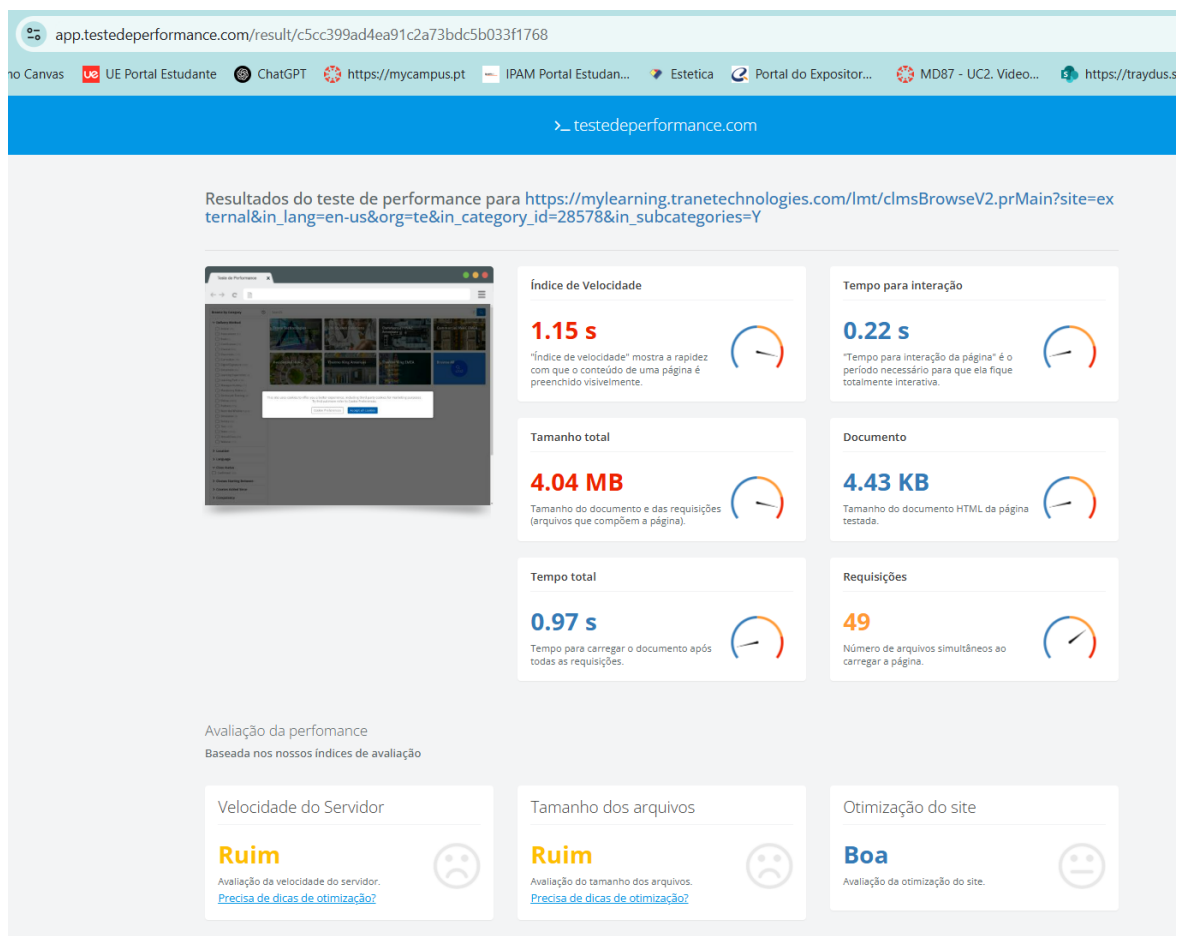 app.testedeperformance.com/result/c5cc399ad4ea91c2a73bdc5b033f1768
no Canvas UE Portal Estudante ChatGPT https://mycampus.pt IPAM Portal Estudan... Estetica Portal do Expositor... MD87 - UC2. Video... https://traydus.s
>_ testedeperformance.com
Resultados do teste de performance para https://mylearning.tranetechnologies.com/lmt/clmsBrowseV2.prMain?site=ex
ternal&in_lang=en-us&org=te&in_category_id=28578&in_subcategories=Y
Índice de Velocidade
1.15 s
"Índice de velocidade" mostra a rapidez
com que o conteúdo de uma página é
preenchido visivelmente.
Tempo para interação
0.22 s
"Tempo para interação da página" é o
período necessário para que ela fique
totalmente interativa.
Tamanho total
4.04 MB
Tamanho do documento e das requisições
(arquivos que compõem a página).
Documento
4.43 KB
Tamanho do documento HTML da página
testada.
Tempo total
0.97 s
Tempo para carregar o documento após
todas as requisições.
Requisições
49
Número de arquivos simultâneos ao
carregar a página.
Avaliação da perfomance
Baseada nos nossos índices de avaliação
Velocidade do Servidor
Ruim
Avaliação da velocidade do servidor.
Precisa de dicas de otimização?
Tamanho dos arquivos
Ruim
Avaliação do tamanho dos arquivos.
Precisa de dicas de otimização?
Otimização do site
Boa
Avaliação da otimização do site.